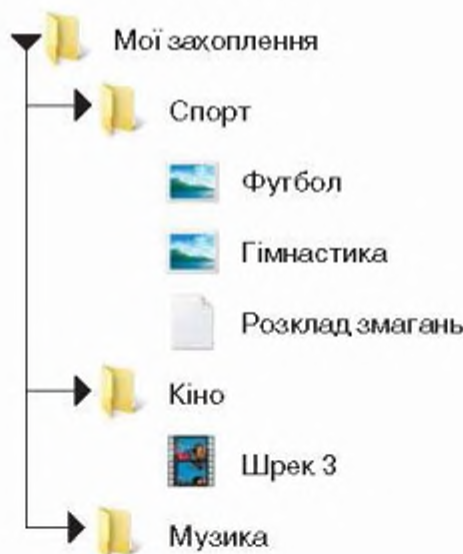 Мої захоплення
Спорт
Футбол
Гімнастика
Розклад змагань
Кіно
Шрек 3
Музика